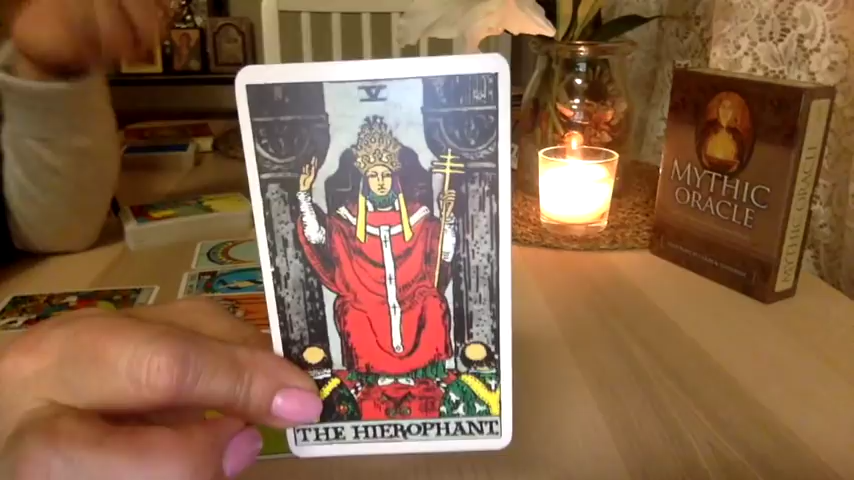 V
THE HIEROPHANT
MYTHIC
ORACLE
MYTHIC ORACLE